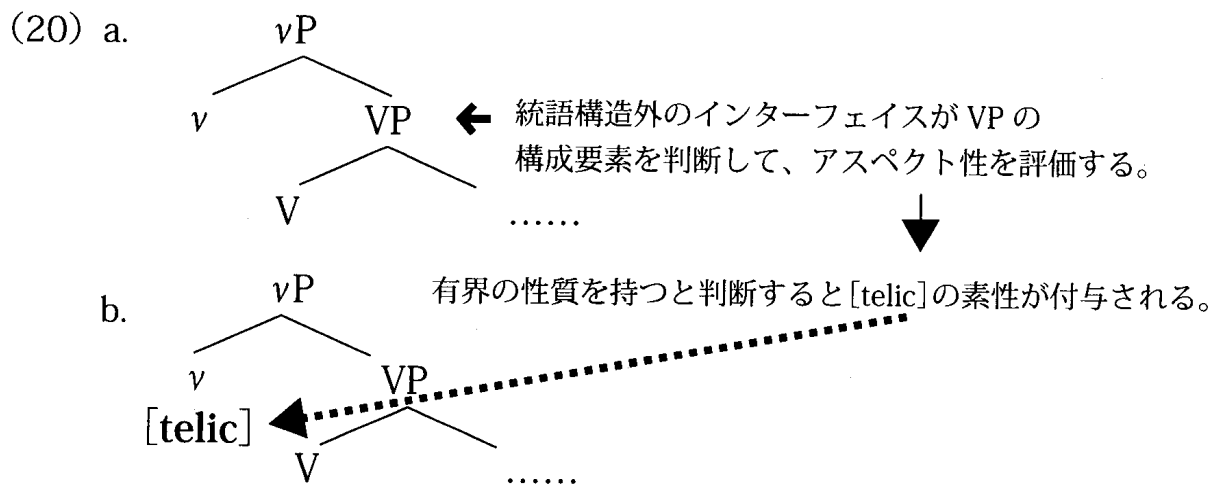 (20) a.
νP
ν
VP
統語構造外のインターフェイスが VP の
構成要素を判断して、アスペクト性を評価する。
V
......
b.
νP
有界の性質を持つと判断すると[telic]の素性が付与される。
ν
VP
[telic]
V
......